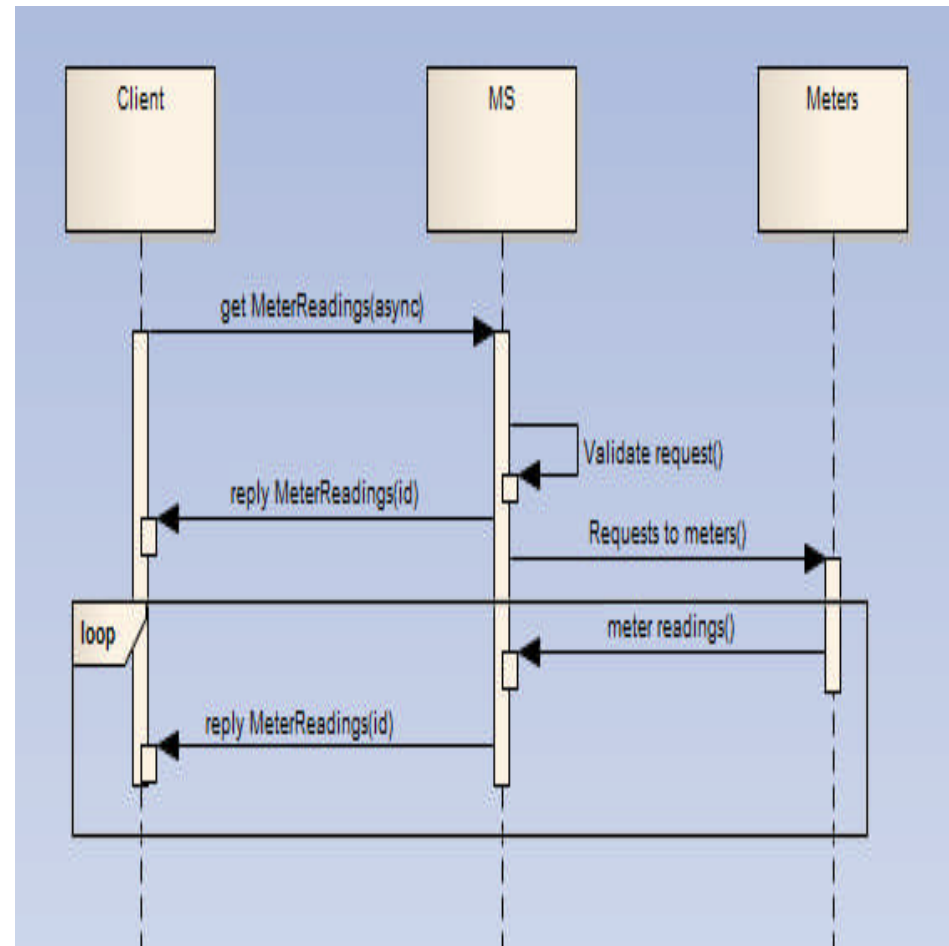 Client
MS
Meters
get MeterReadings(async)
Validate request()
reply MeterReadings(id)
Requests to meters()
loop
meter readings()
reply MeterReadings(id)